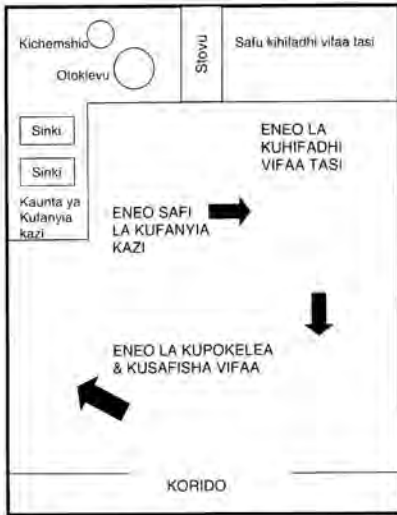 Kichemshio
Otoklevu
Stovu
Safu kihifadhi vifaa tasi
Sinki
Sinki
Kaunta ya
Kufanyia
kazi
ENEO LA
KUHIFADHI
VIFAA TASI
ENEO SAFI
LA KUFANYIA
KAZI
ENEO LA KUPOKELEA
& KUSAFISHA VIFAA
KORIDO